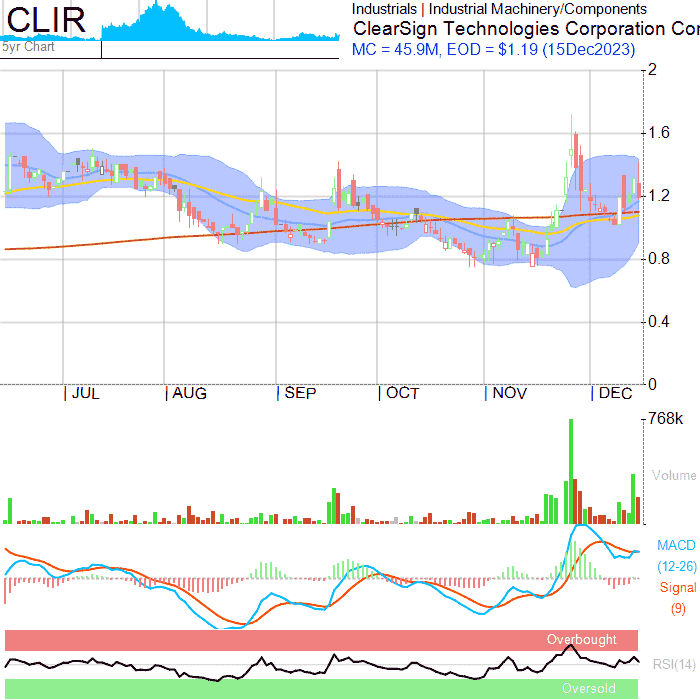 CLIR
5yr Chart
Industrials | Industrial Machinery/Components
ClearSign Technologies Corporation Cor
MC = 45.9M, EOD = $1.19 (15Dec2023)
2
1.6
1.2
0.8
0.4
0
JUL
AUG
SEP
OCT
NOV
DEC
768k
Volume
MACD
(12-26)
Signal
(9)
Overbought
RSI(14)
Oversold